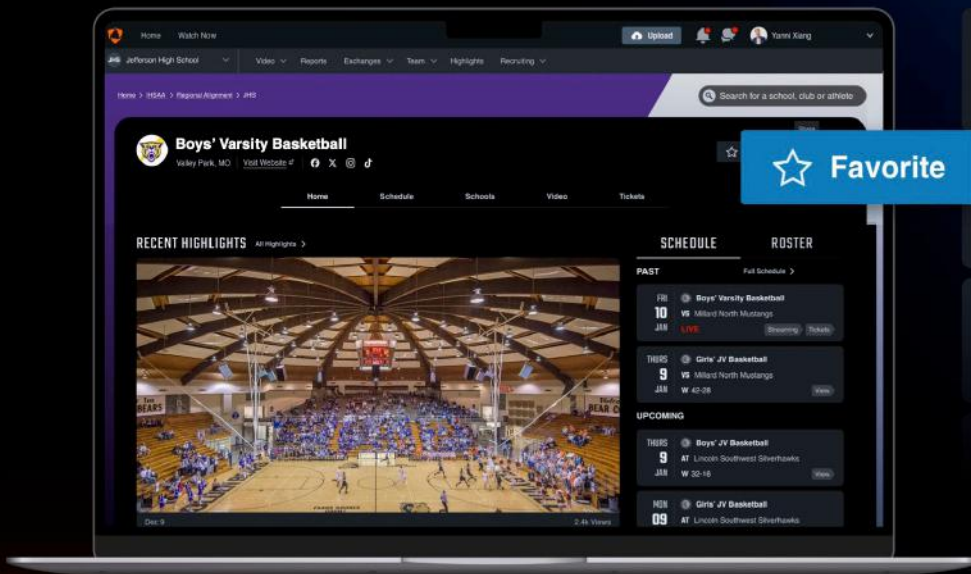 Home Watch Now Upload Yanni Xiang
JHS Jefferson High School Video Reports Exchanges Team Highlights Recruiting
Home > IHSAA > Regional Alignment > JHS
Search for a school, club or athlete
Boys' Varsity Basketball
Valley Park, MO Visit Website
Favorite
Home Schedule Schools Video Tickets
RECENT HIGHLIGHTS All Highlights >
SCHEDULE ROSTER
PAST Full Schedule >
FRI 10 JAN
Boys' Varsity Basketball
VS Millard North Mustangs
LIVE Streaming Tickets
THURS 9 JAN
Girls' JV Basketball
VS Millard North Mustangs
W 42-28 View
UPCOMING
THURS 9 JAN
Boys' JV Basketball
AT Lincoln Southwest Silverhawks
W 32-16 View
MON 09
Girls' JV Basketball
AT Lincoln Southwest Silverhawks
BEARS
BEAR
Dec 9 2.4k Views